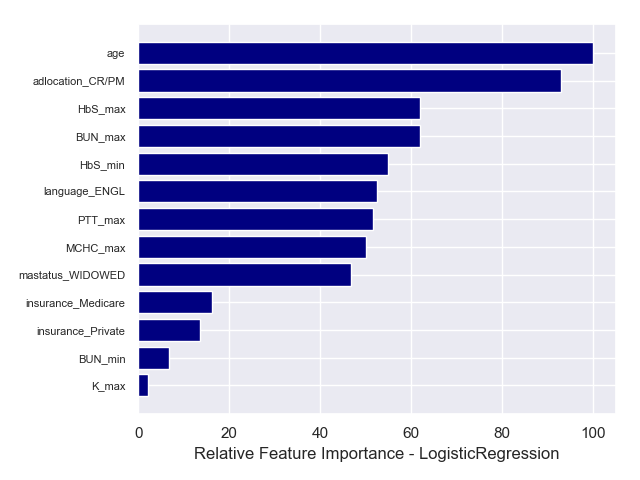 age
adlocation_CR/PM
HbS_max
BUN_max
HbS_min
language_ENGL
PTT_max
MCHC_max
mastatus_WIDOWED
insurance_Medicare
insurance_Private
BUN_min
K_max
0 20 40 60 80 100
Relative Feature Importance - LogisticRegression